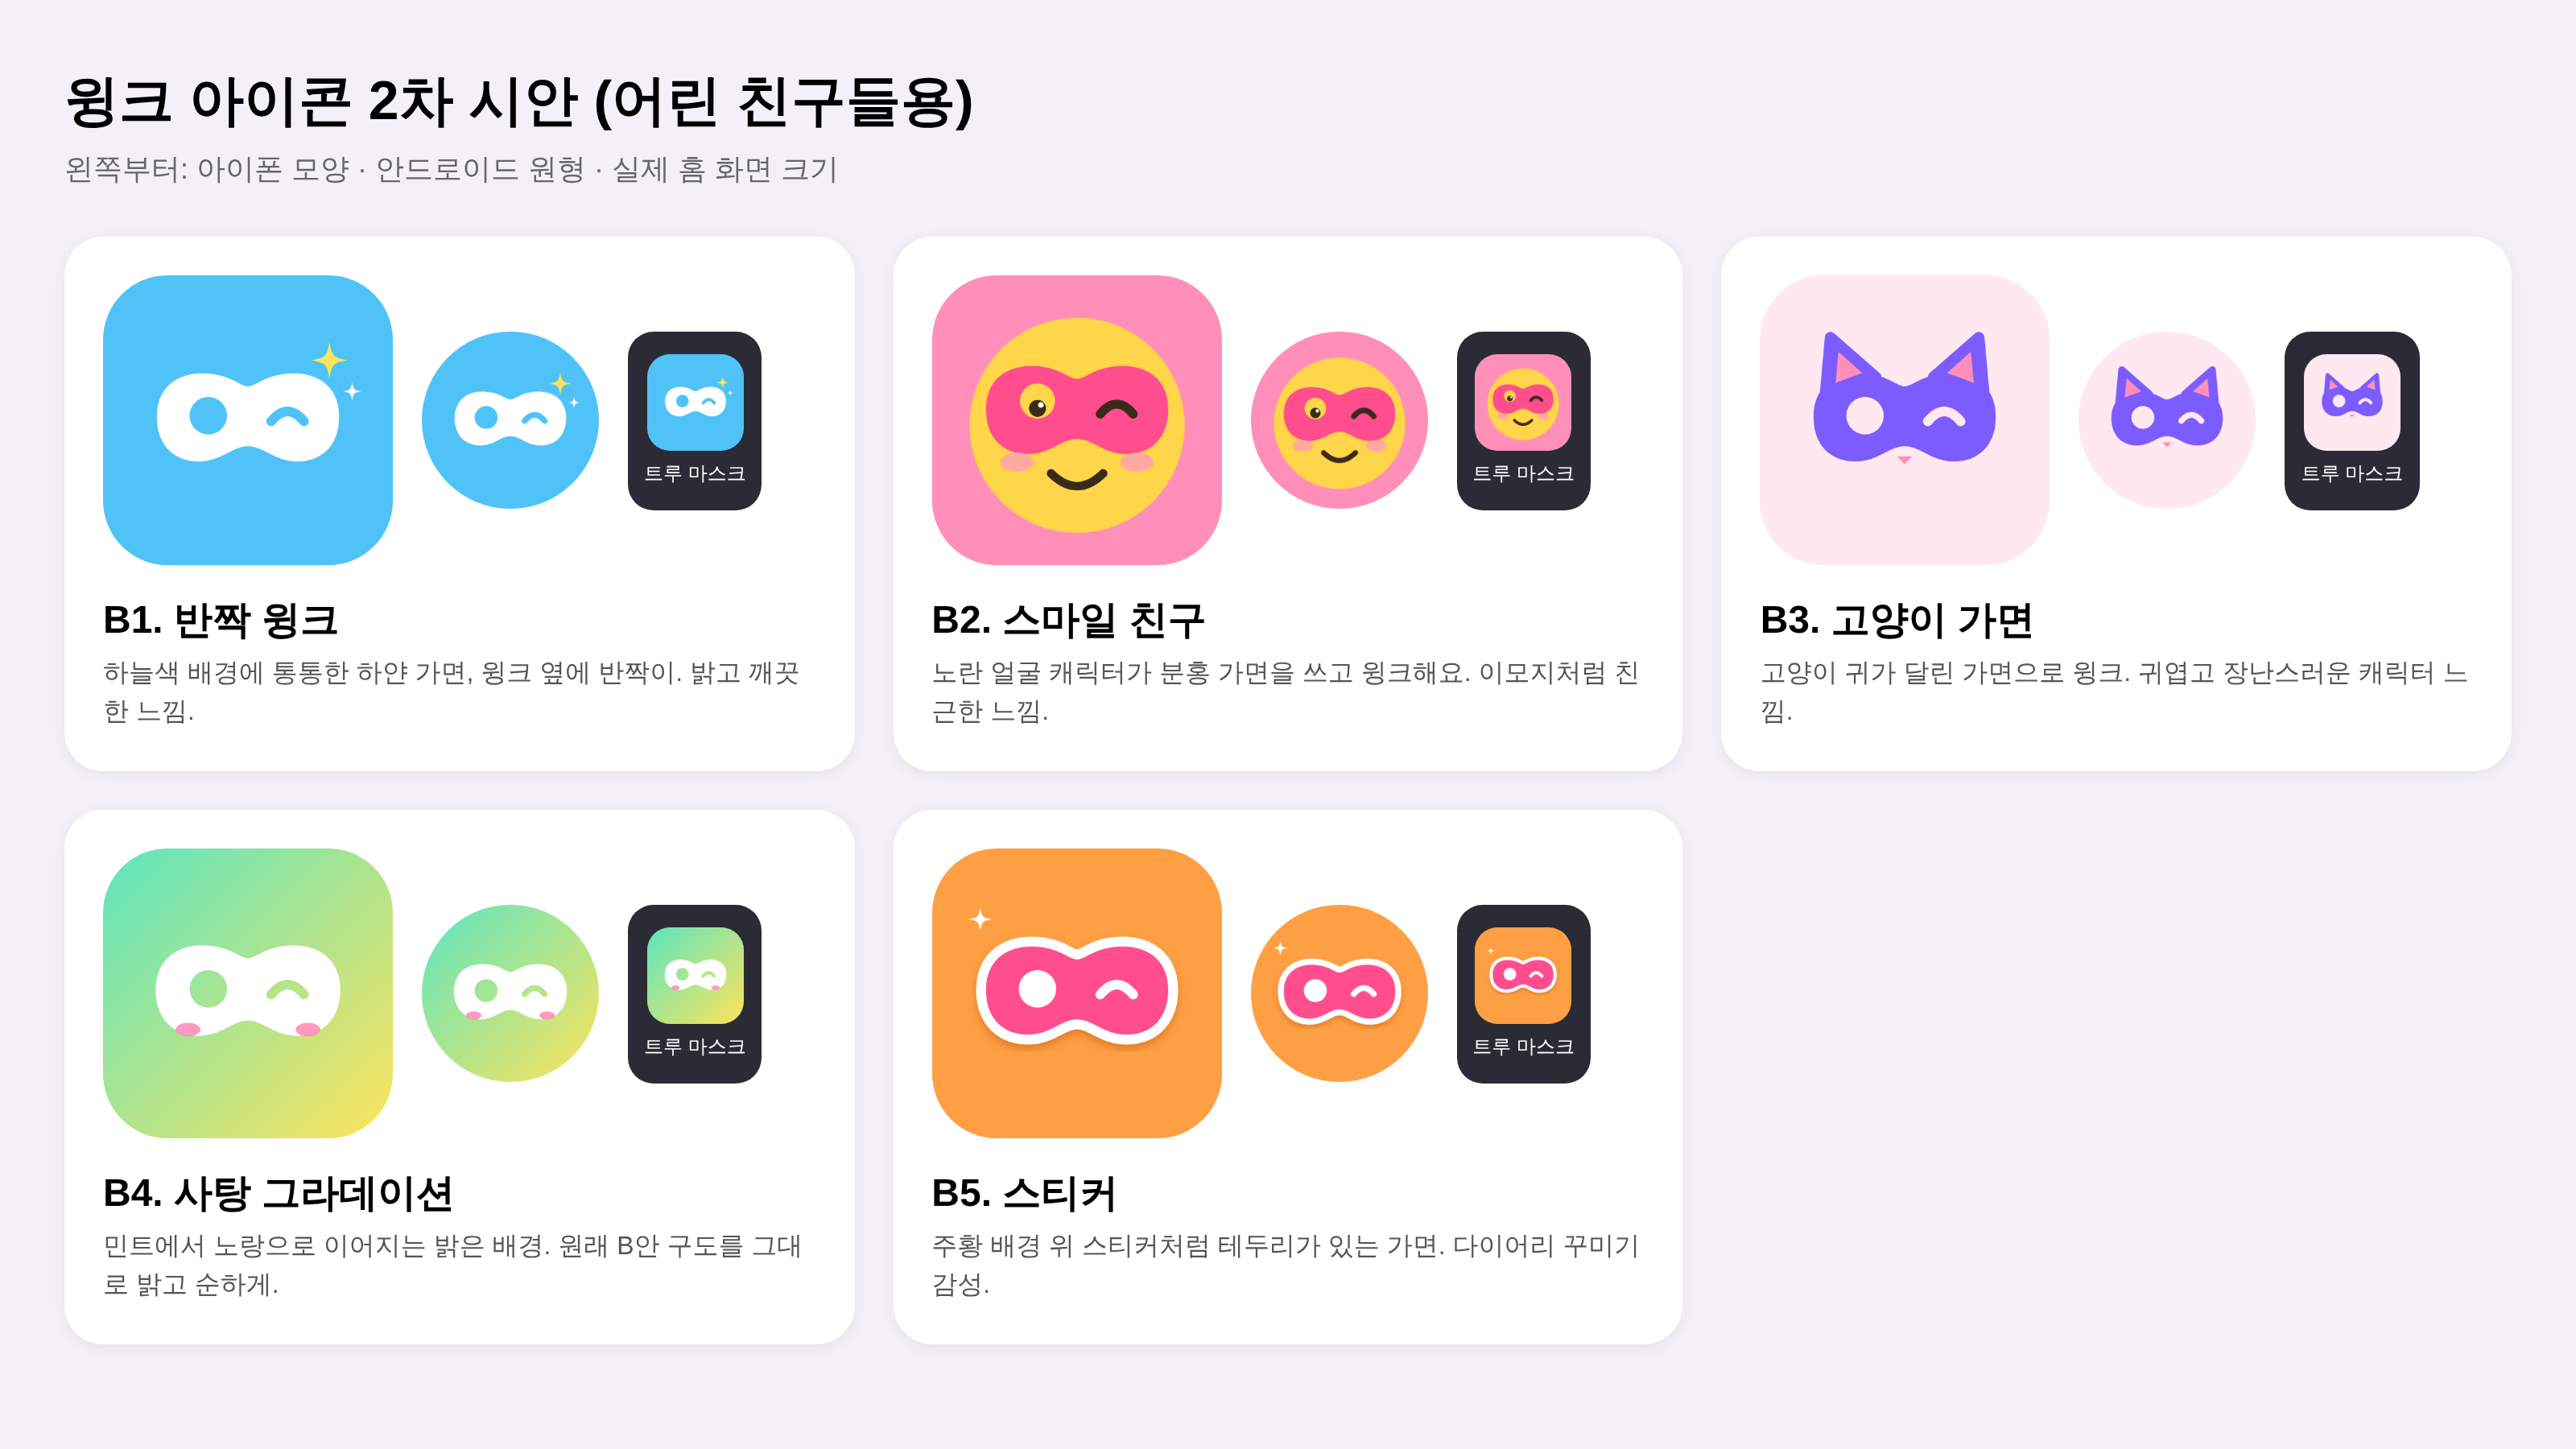 윙크 아이콘 2차 시안 (어린 친구들용)
왼쪽부터: 아이폰 모양 · 안드로이드 원형 · 실제 홈 화면 크기
트루 마스크
B1. 반짝 윙크
하늘색 배경에 통통한 하얀 가면, 윙크 옆에 반짝이. 밝고 깨끗
한 느낌.
트루 마스크
B2. 스마일 친구
노란 얼굴 캐릭터가 분홍 가면을 쓰고 윙크해요. 이모지처럼 친
근한 느낌.
트루 마스크
B3. 고양이 가면
고양이 귀가 달린 가면으로 윙크. 귀엽고 장난스러운 캐릭터 느
낌.
트루 마스크
B4. 사탕 그라데이션
민트에서 노랑으로 이어지는 밝은 배경. 원래 B안 구도를 그대
로 밝고 순하게.
트루 마스크
B5. 스티커
주황 배경 위 스티커처럼 테두리가 있는 가면. 다이어리 꾸미기
감성.